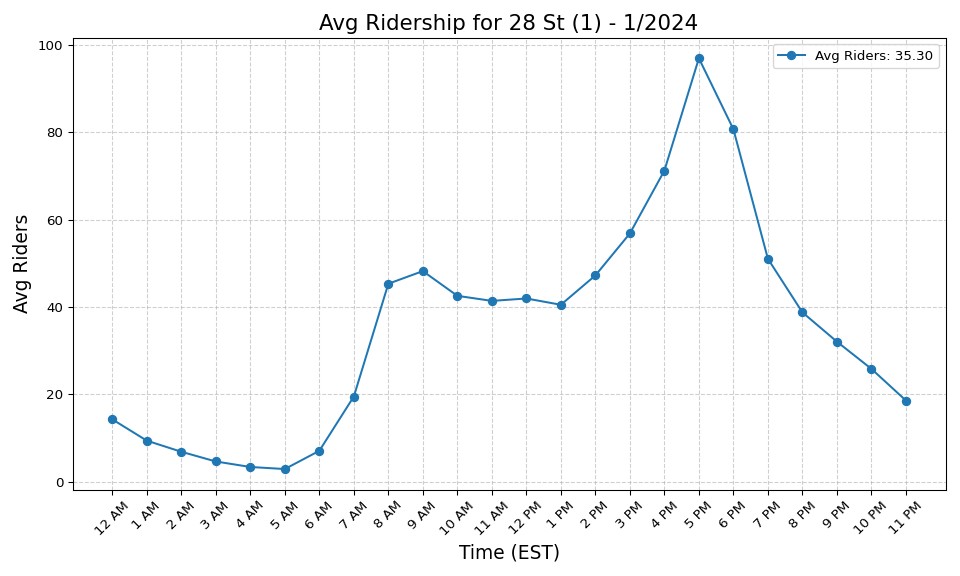 Avg Ridership for 28 St (1) - 1/2024
Avg Riders: 35.30
Avg Riders
100
80
60
40
20
0
12 AM
1 AM
2 AM
3 AM
4 AM
5 AM
6 AM
7 AM
8 AM
9 AM
10 AM
11 AM
12 PM
1 PM
2 PM
3 PM
4 PM
5 PM
6 PM
7 PM
8 PM
9 PM
10 PM
11 PM
Time (EST)